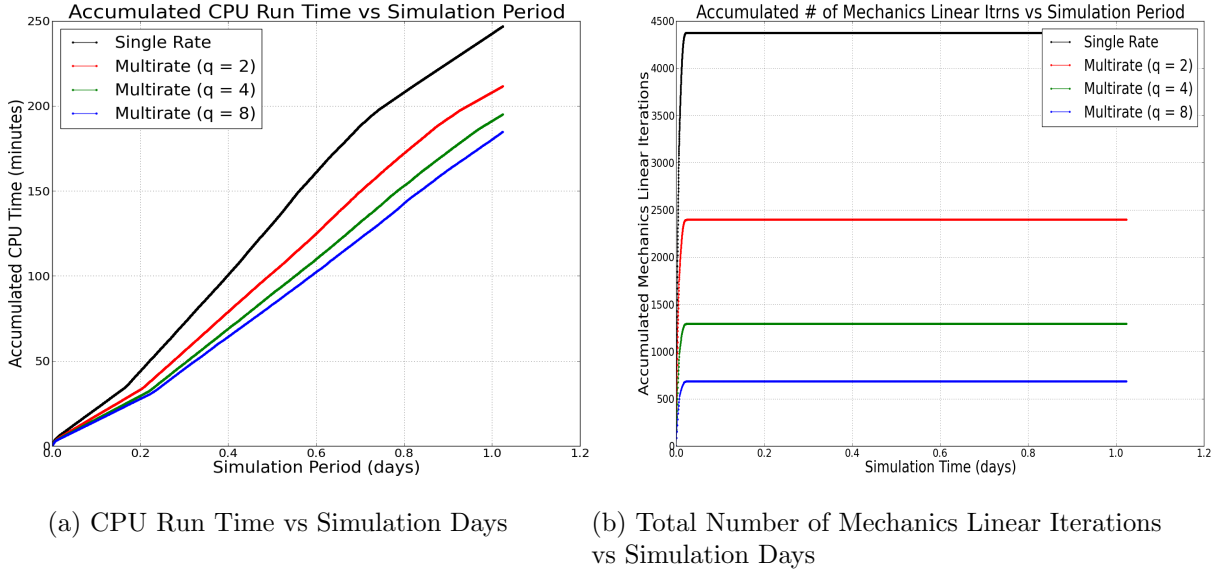 Accumulated CPU Run Time vs Simulation Period
Single Rate
Multirate (q = 2)
Multirate (q = 4)
Multirate (q = 8)
Accumulated CPU Time (minutes)
250
200
150
100
50
0
0.0 0.2 0.4 0.6 0.8 1.0 1.2
Simulation Period (days)
(a) CPU Run Time vs Simulation Days
Accumulated # of Mechanics Linear Itrns vs Simulation Period
Single Rate
Multirate (q = 2)
Multirate (q = 4)
Multirate (q = 8)
Accumulated Mechanics Linear Iterations
4500
4000
3500
3000
2500
2000
1500
1000
500
0
0.0 0.2 0.4 0.6 0.8 1.0 1.2
Simulation Time (days)
(b) Total Number of Mechanics Linear Iterations
vs Simulation Days